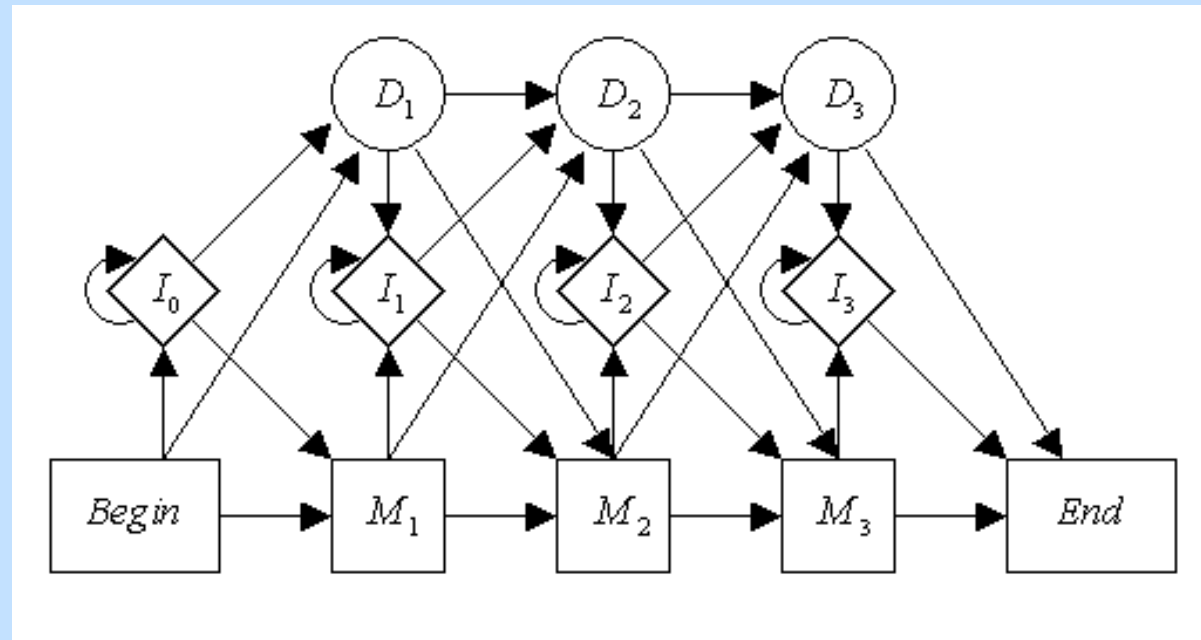 D₁ D₂ D₃
I₀ I₁ I₂ I₃
Begin M₁ M₂ M₃ End